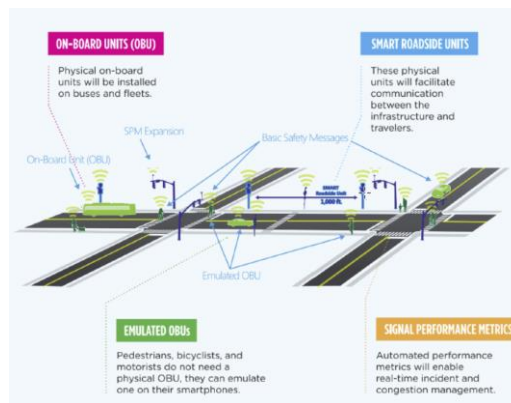 ON-BOARD UNITS (OBU)
Physical on-board
units will be installed
on buses and fleets.
SMART ROADSIDE UNITS
These physical
units will facilitate
communication
between the
infrastructure and
travelers.
SPM Expansion
Basic Safety Messages
On-Board Unit (OBU)
SMART
Roadside Unit
1,000 ft.
Emulated OBU
EMULATED OBUs
Pedestrians, bicyclists, and
motorists do not need a
physical OBU, they can emulate
one on their smartphones.
SIGNAL PERFORMANCE METRICS
Automated performance
metrics will enable
real-time incident and
congestion management.